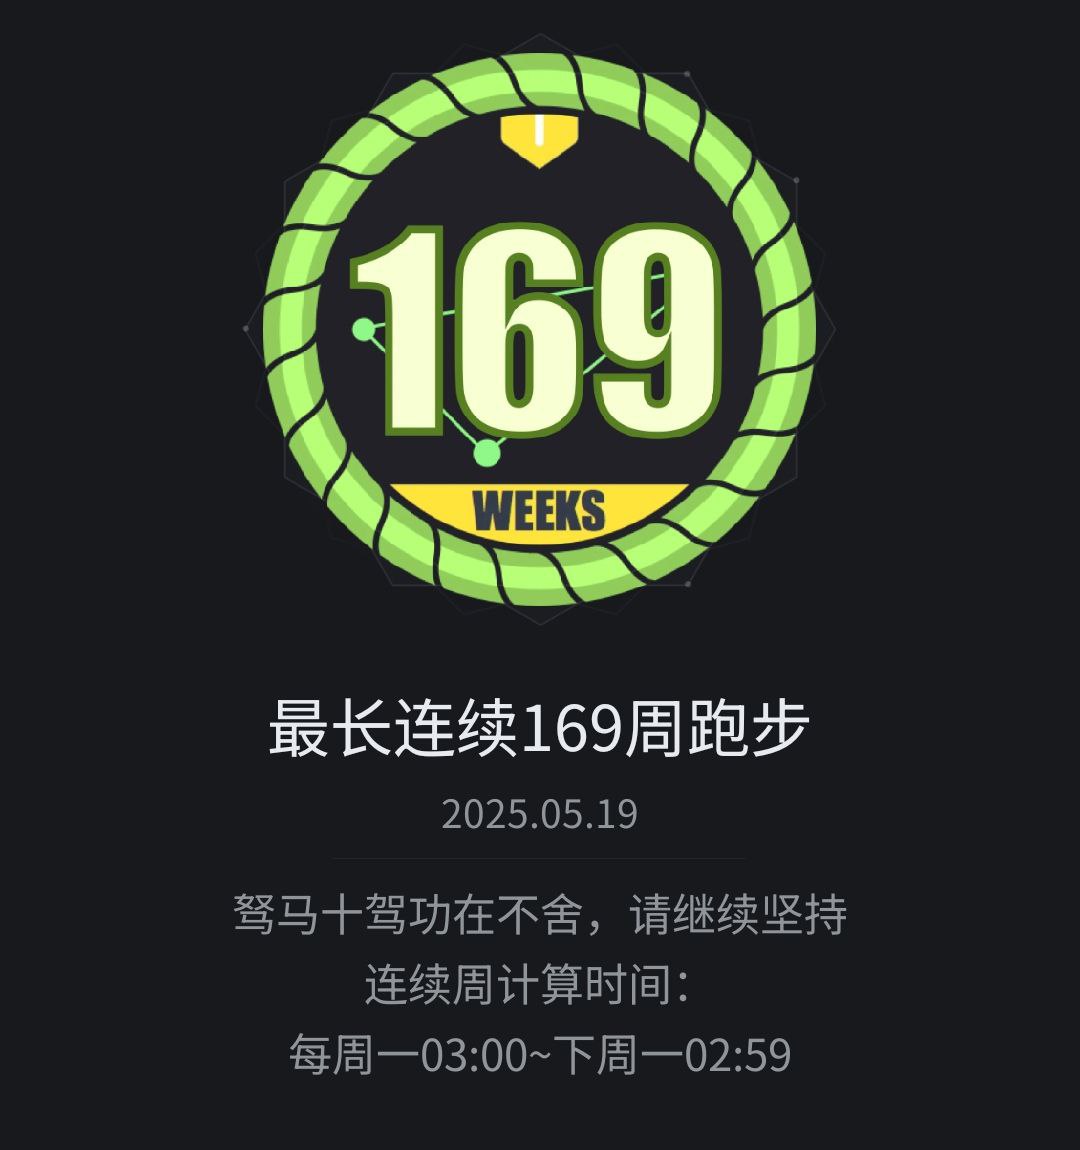 169
WEEKS
最长连续169周跑步
2025.05.19
驽马十驾功在不舍，请继续坚持
连续周计算时间：
每周一03:00~下周一02:59